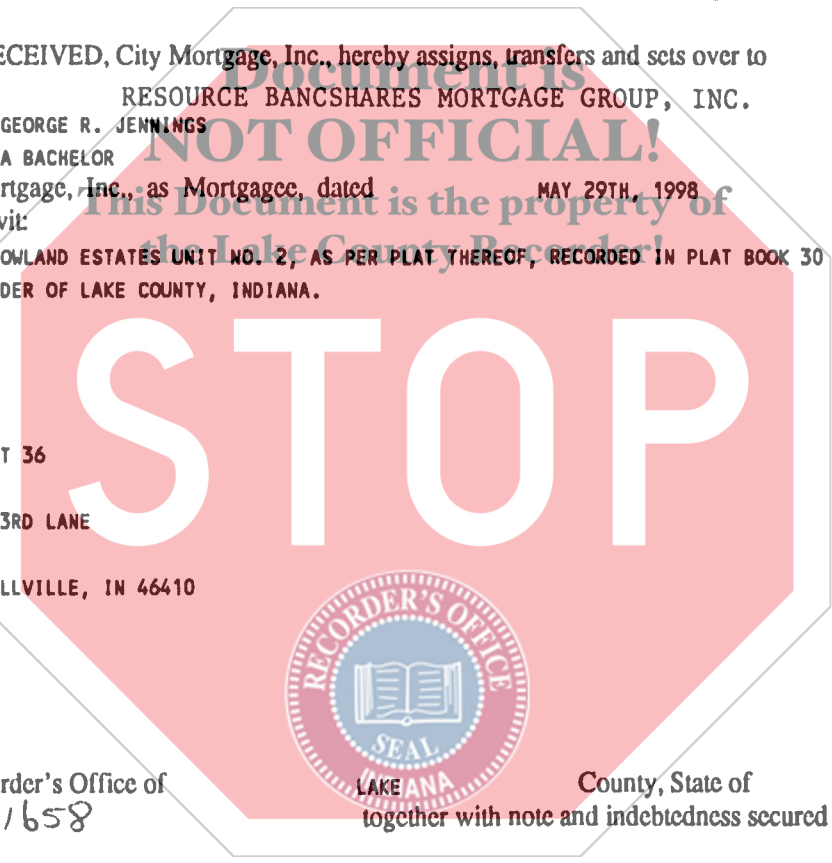 ECEIVED, City Mortgage, Inc., hereby assigns, transfers and sets over to
Document is
RESOURCE BANCSHARES MORTGAGE GROUP, INC.
GEORGE R. JENNINGS
NOT OFFICIAL!
A BACHELOR
rtgage, Inc., as Mortgagee, dated MAY 29TH, 1998
This Document is the property of
vit:
the Lake County Recorder!
OWLAND ESTATES UNIT NO. 2, AS PER PLAT THEREOF, RECORDED IN PLAT BOOK 30
DER OF LAKE COUNTY, INDIANA.
STOP
T 36
3RD LANE
LLVILLE, IN 46410
RECORDER'S OFFICE
SEAL
INDIANA
rder's Office of LAKE County, State of
1658 together with note and indebtedness secured